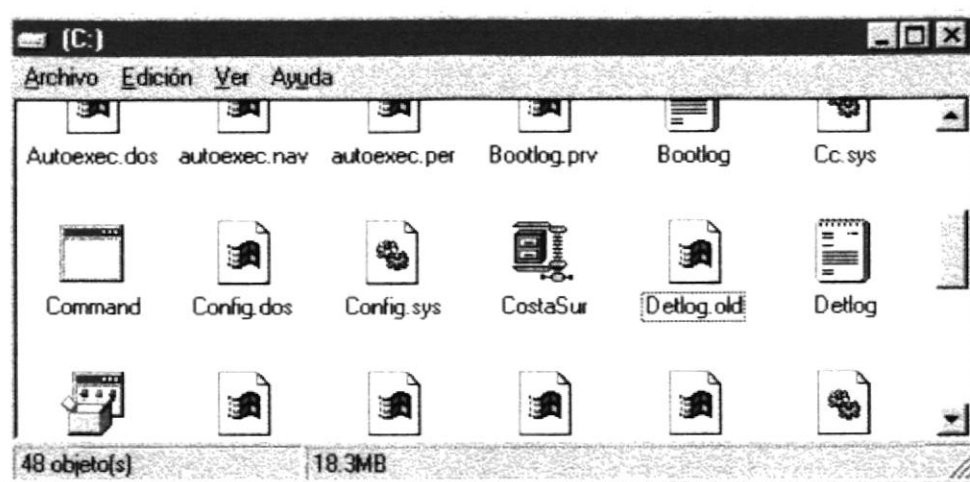 (C:)
Archivo Edición Ver Ayuda
Autoexec.dos autoexec.nav autoexec.per Bootlog.prv Bootlog Cc.sys
Command Config.dos Config.sys CostaSur Detlog.old Detlog
48 objeto(s) 18.3MB